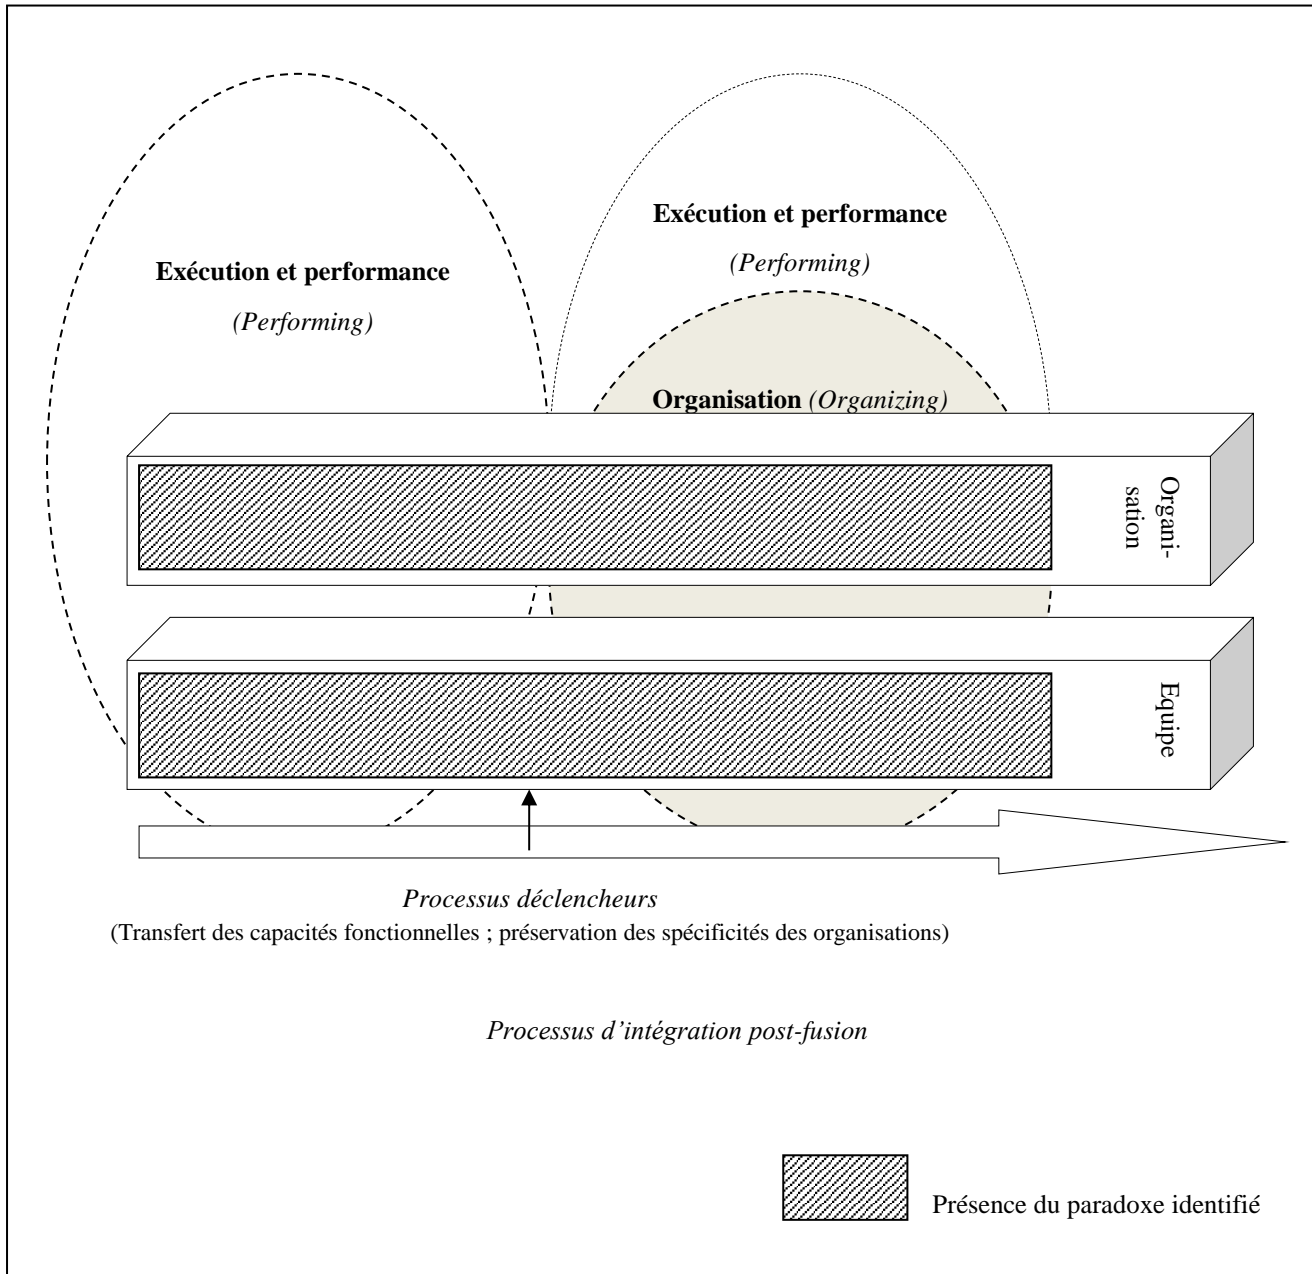 Exécution et performance
(Performing)
Exécution et performance
(Performing)
Organisation (Organizing)
Organi-
sation
Equipe
Processus déclencheurs
(Transfert des capacités fonctionnelles ; préservation des spécificités des organisations)
Processus d’intégration post-fusion
Présence du paradoxe identifié